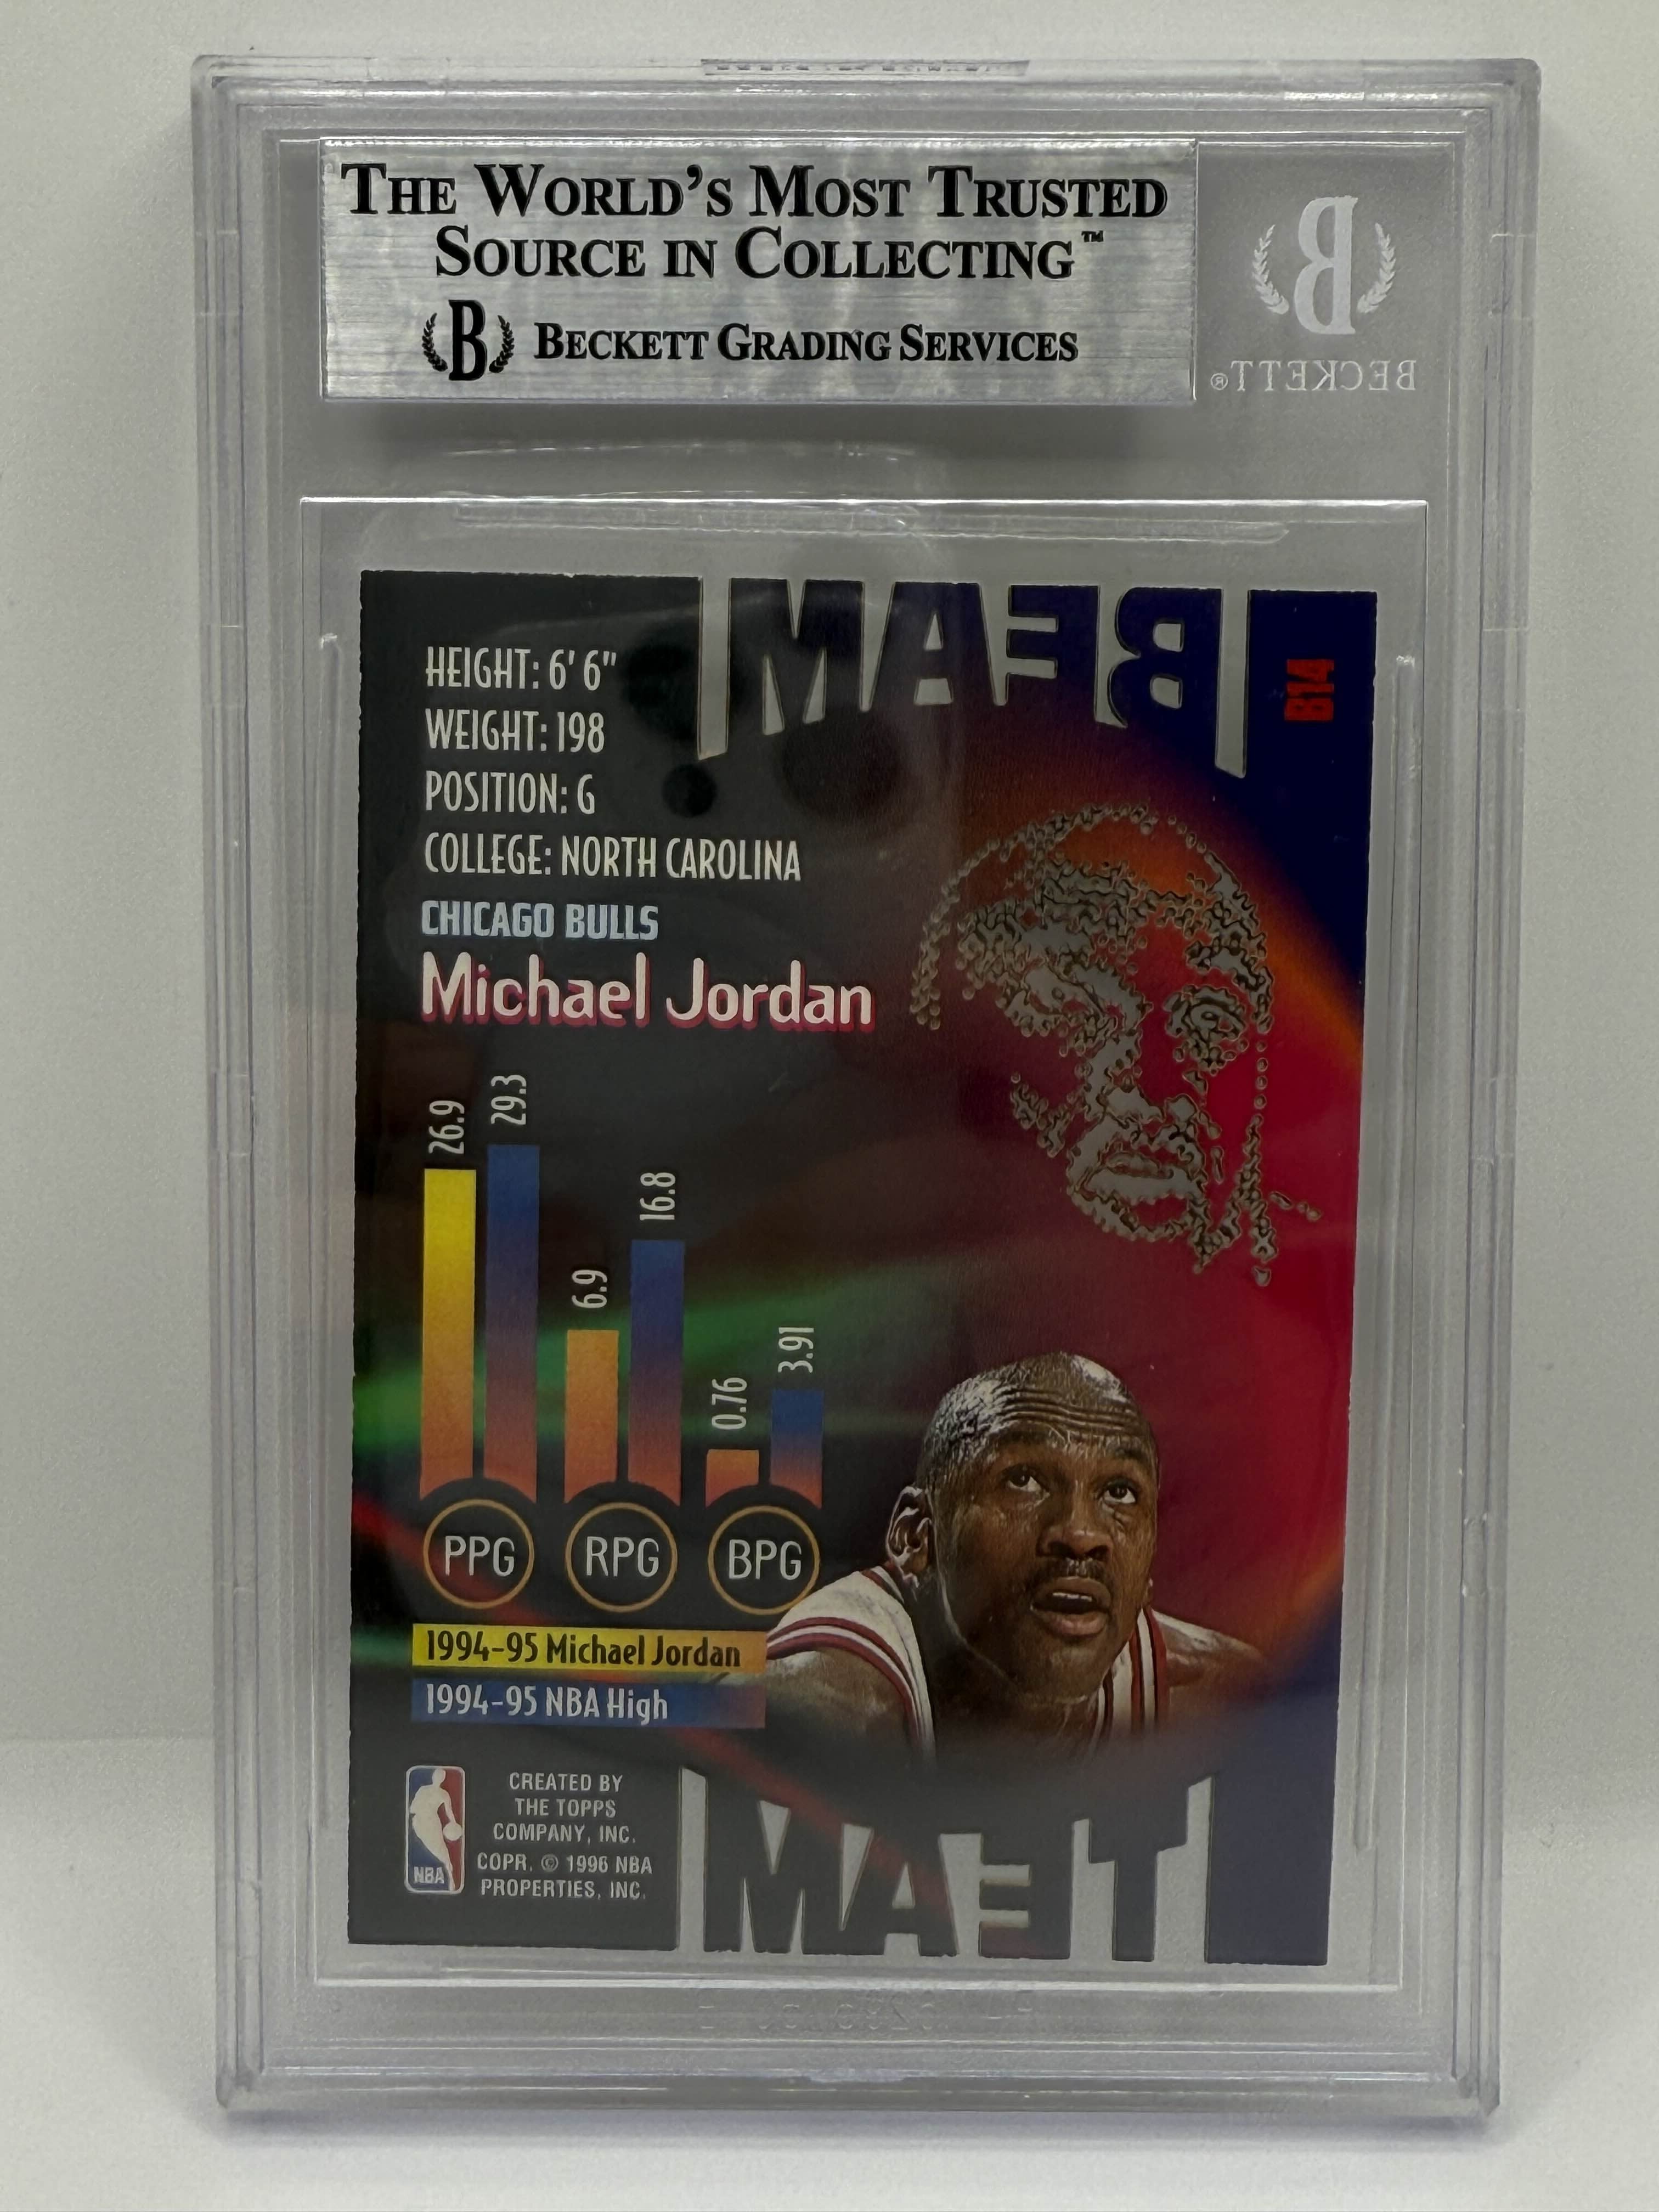 THE WORLD'S MOST TRUSTED
SOURCE IN COLLECTING™
B BECKETT GRADING SERVICES
B
BECKETT®
BEAM
B14
HEIGHT: 6' 6"
WEIGHT: 198
POSITION: G
COLLEGE: NORTH CAROLINA
CHICAGO BULLS
Michael Jordan
26.9
29.3
6.9
16.8
0.76
3.91
PPG
RPG
BPG
1994-95 Michael Jordan
1994-95 NBA High
NBA
CREATED BY
THE TOPPS
COMPANY, INC.
COPR. © 1996 NBA
PROPERTIES, INC.
TEAM